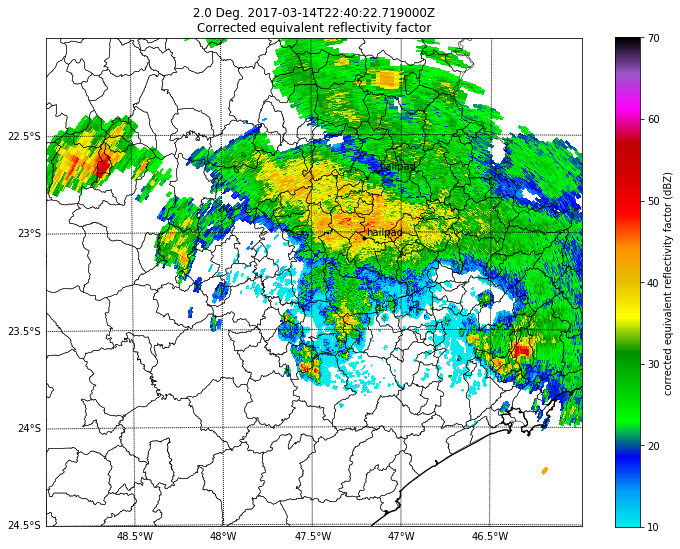 2.0 Deg. 2017-03-14T22:40:22.719000Z
Corrected equivalent reflectivity factor
70
60
50
40
30
20
10
corrected equivalent reflectivity factor (dBZ)
22.5°S
23°S
23.5°S
24°S
24.5°S
48.5°W
48°W
47.5°W
47°W
46.5°W
hailpad
hailpad